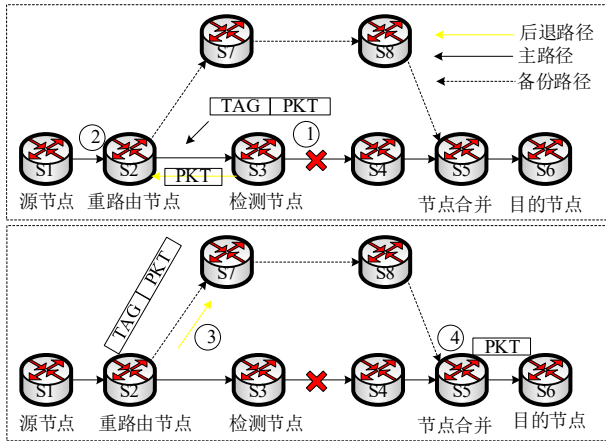 S7
S8
后退路径
主路径
备份路径
TAG PKT
②
①
S1
S2
S3
S4
S5
S6
PKT
源节点
重路由节点
检测节点
节点合并
目的节点
S7
S8
TAG PKT
③
④
PKT
S1
S2
S3
S4
S5
S6
源节点
重路由节点
检测节点
节点合并
目的节点